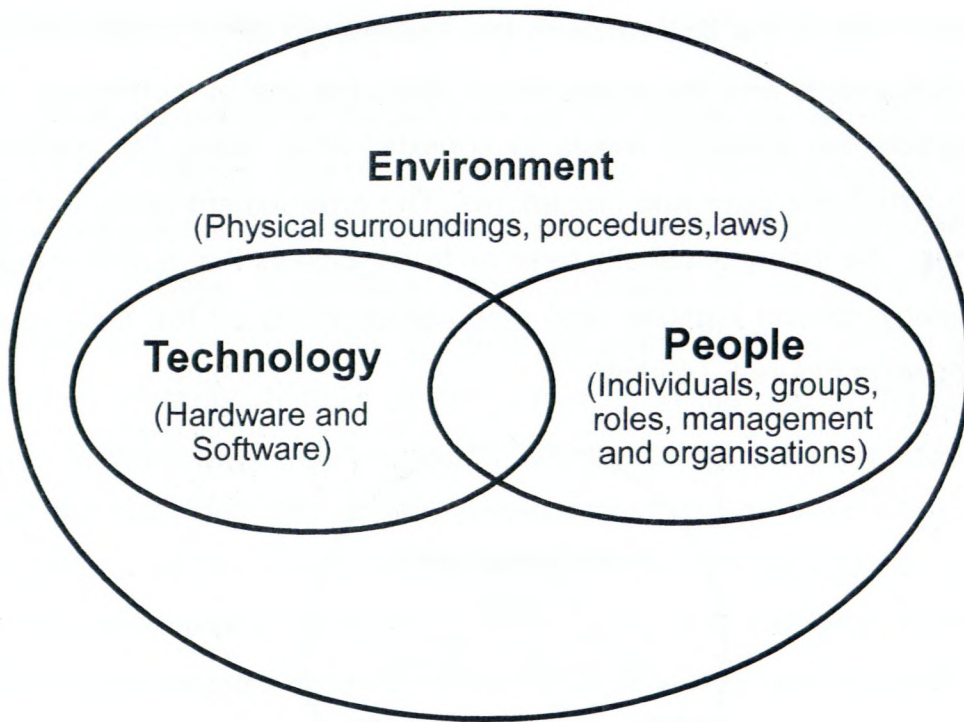 Environment
(Physical surroundings, procedures,laws)
Technology
(Hardware and
Software)
People
(Individuals, groups,
roles, management
and organisations)